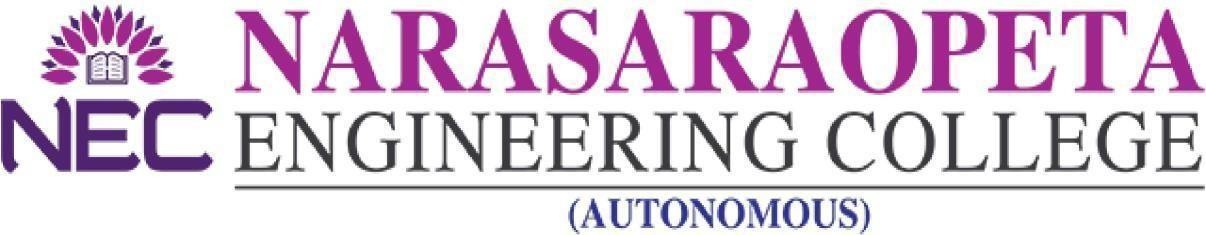 NEC
NARASARAOPETA
ENGINEERING COLLEGE
(AUTONOMOUS)